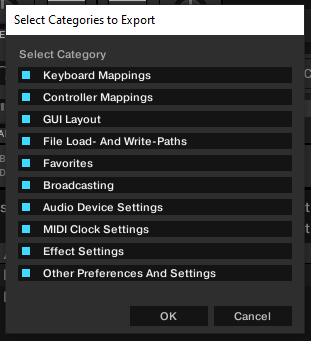 Select Categories to Export
Select Category
Keyboard Mappings
Controller Mappings
GUI Layout
File Load- And Write-Paths
Favorites
Broadcasting
Audio Device Settings
MIDI Clock Settings
Effect Settings
Other Preferences And Settings
OK Cancel